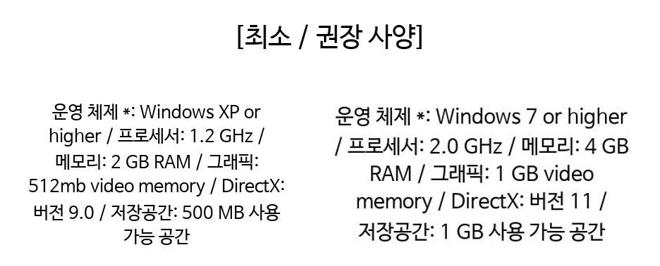 [최소 / 권장 사양]
운영 체제 *: Windows XP or
higher / 프로세서: 1.2 GHz /
메모리: 2 GB RAM / 그래픽:
512mb video memory / DirectX:
버전 9.0 / 저장공간: 500 MB 사용
가능 공간
운영 체제 *: Windows 7 or higher
/ 프로세서: 2.0 GHz / 메모리: 4 GB
RAM / 그래픽: 1 GB video
memory / DirectX: 버전 11 /
저장공간: 1 GB 사용 가능 공간